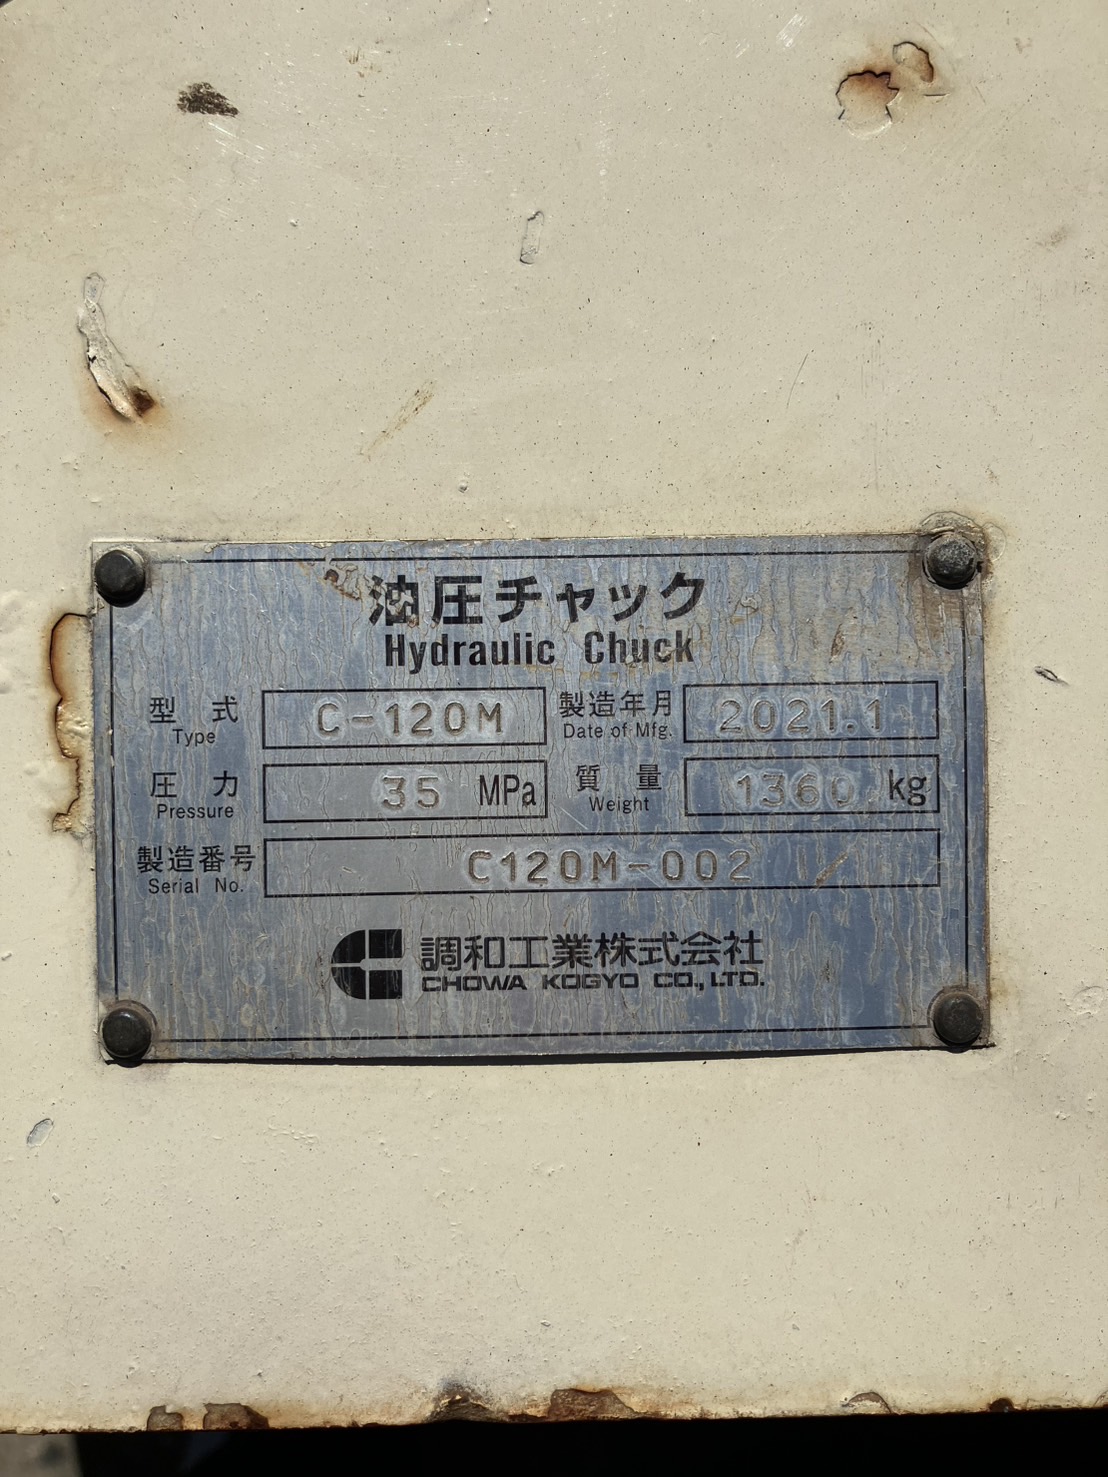 油圧チャック
Hydraulic Chuck
型式 C-120M 製造年月 2021.1
Type Date of Mfg.
圧力 35 MPa 質量 1360 kg
Pressure Weight
製造番号 C120M-002
Serial No.
調和工業株式会社
CHOWA KOGYO CO., LTD.